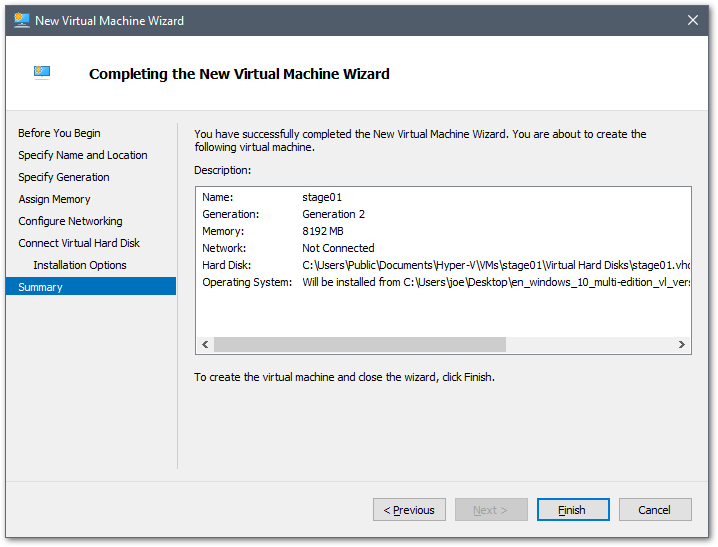 New Virtual Machine Wizard
Completing the New Virtual Machine Wizard
Before You Begin
Specify Name and Location
Specify Generation
Assign Memory
Configure Networking
Connect Virtual Hard Disk
Installation Options
Summary
You have successfully completed the New Virtual Machine Wizard. You are about to create the
following virtual machine.
Description:
Name: stage01
Generation: Generation 2
Memory: 8192 MB
Network: Not Connected
Hard Disk: C:\Users\Public\Documents\Hyper-V\VMs\stage01\Virtual Hard Disks\stage01.vhd
Operating System: Will be installed from C:\Users\joe\Desktop\en_windows_10_multi-edition_vl_vers
To create the virtual machine and close the wizard, click Finish.
< Previous
Next >
Finish
Cancel